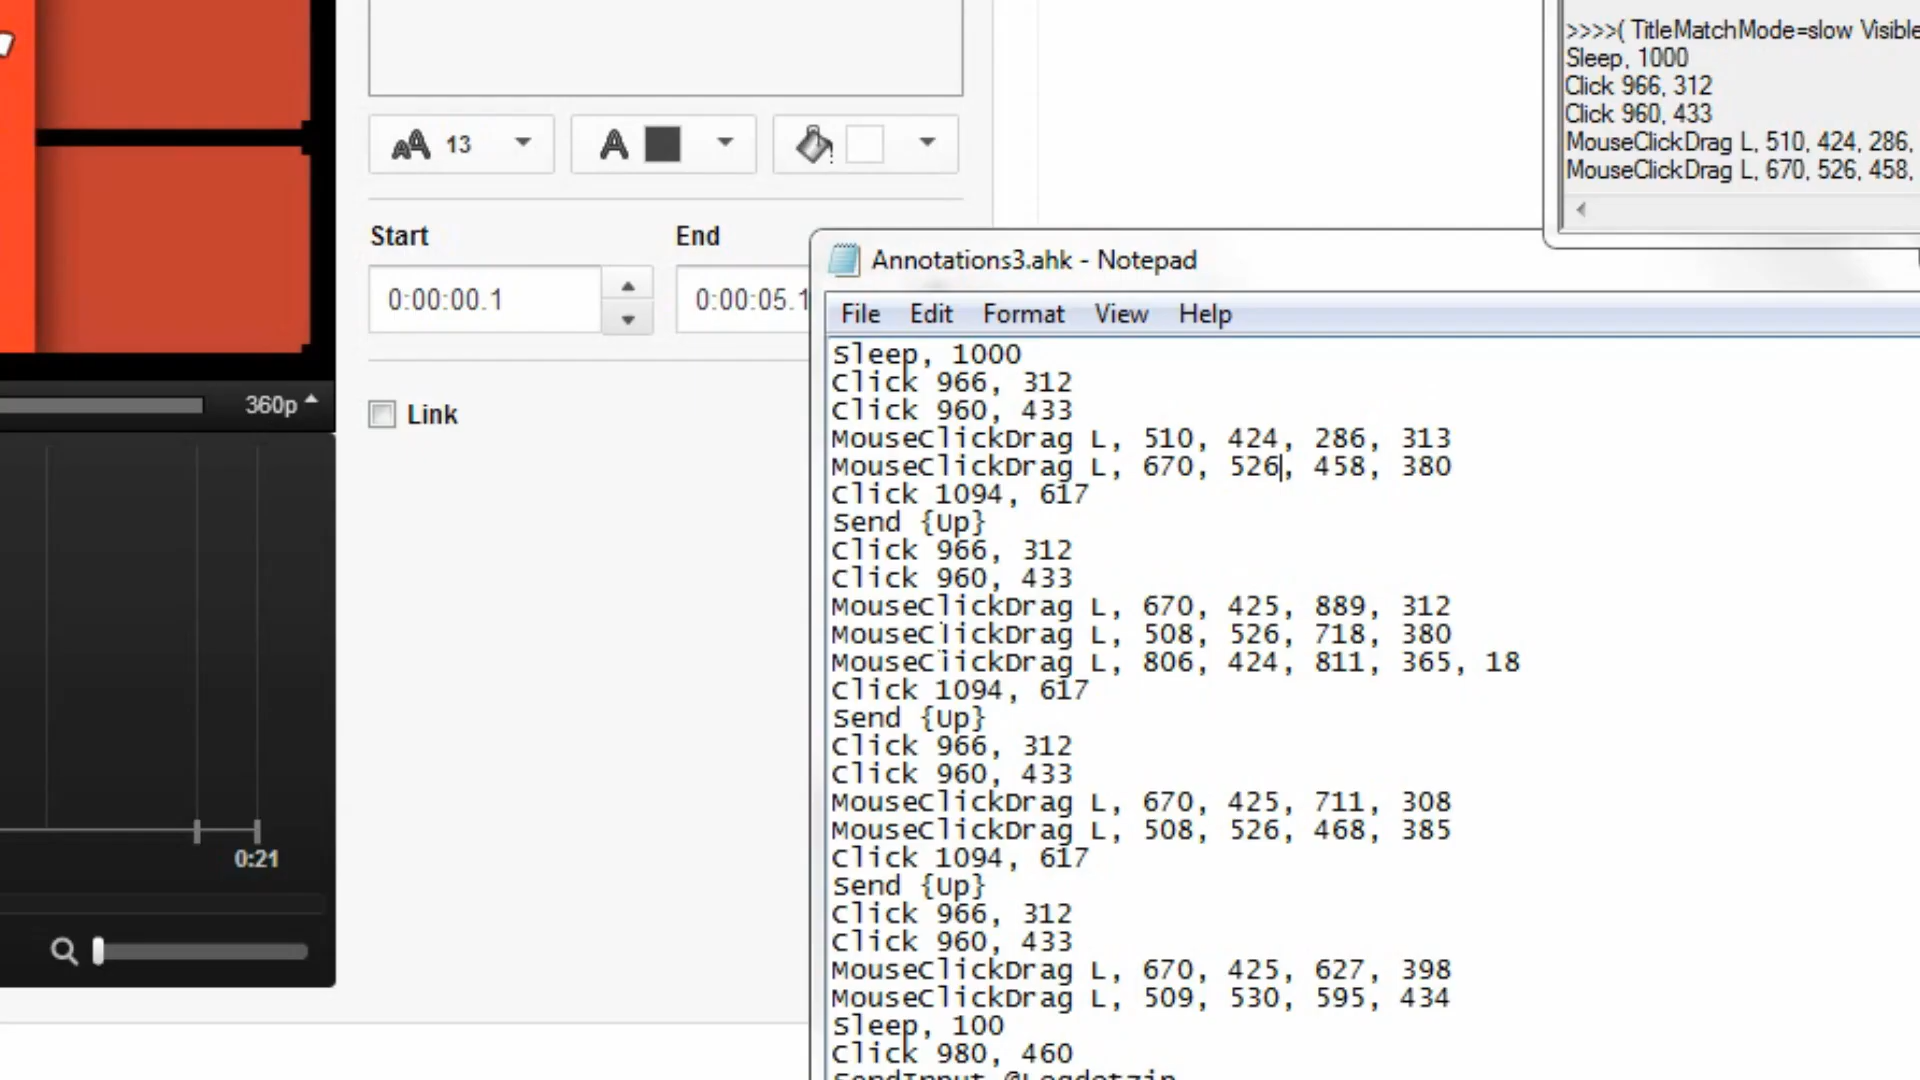 >>>>( TitleMatchMode=slow Visible
Sleep, 1000
Click 966, 312
Click 960, 433
MouseClickDrag L, 510, 424, 286,
MouseClickDrag L, 670, 526, 458,
AA 13
A
Start
End
0:00:00.1
0:00:05.1
Link
360p
0:21
Annotations3.ahk - Notepad
File Edit Format View Help
Sleep, 1000
Click 966, 312
Click 960, 433
MouseClickDrag L, 510, 424, 286, 313
MouseClickDrag L, 670, 526, 458, 380
Click 1094, 617
Send {Up}
Click 966, 312
Click 960, 433
MouseClickDrag L, 670, 425, 889, 312
MouseClickDrag L, 508, 526, 718, 380
MouseClickDrag L, 806, 424, 811, 365, 18
Click 1094, 617
Send {Up}
Click 966, 312
Click 960, 433
MouseClickDrag L, 670, 425, 711, 308
MouseClickDrag L, 508, 526, 468, 385
Click 1094, 617
Send {Up}
Click 966, 312
Click 960, 433
MouseClickDrag L, 670, 425, 627, 398
MouseClickDrag L, 509, 530, 595, 434
Sleep, 100
Click 980, 460
SendInput